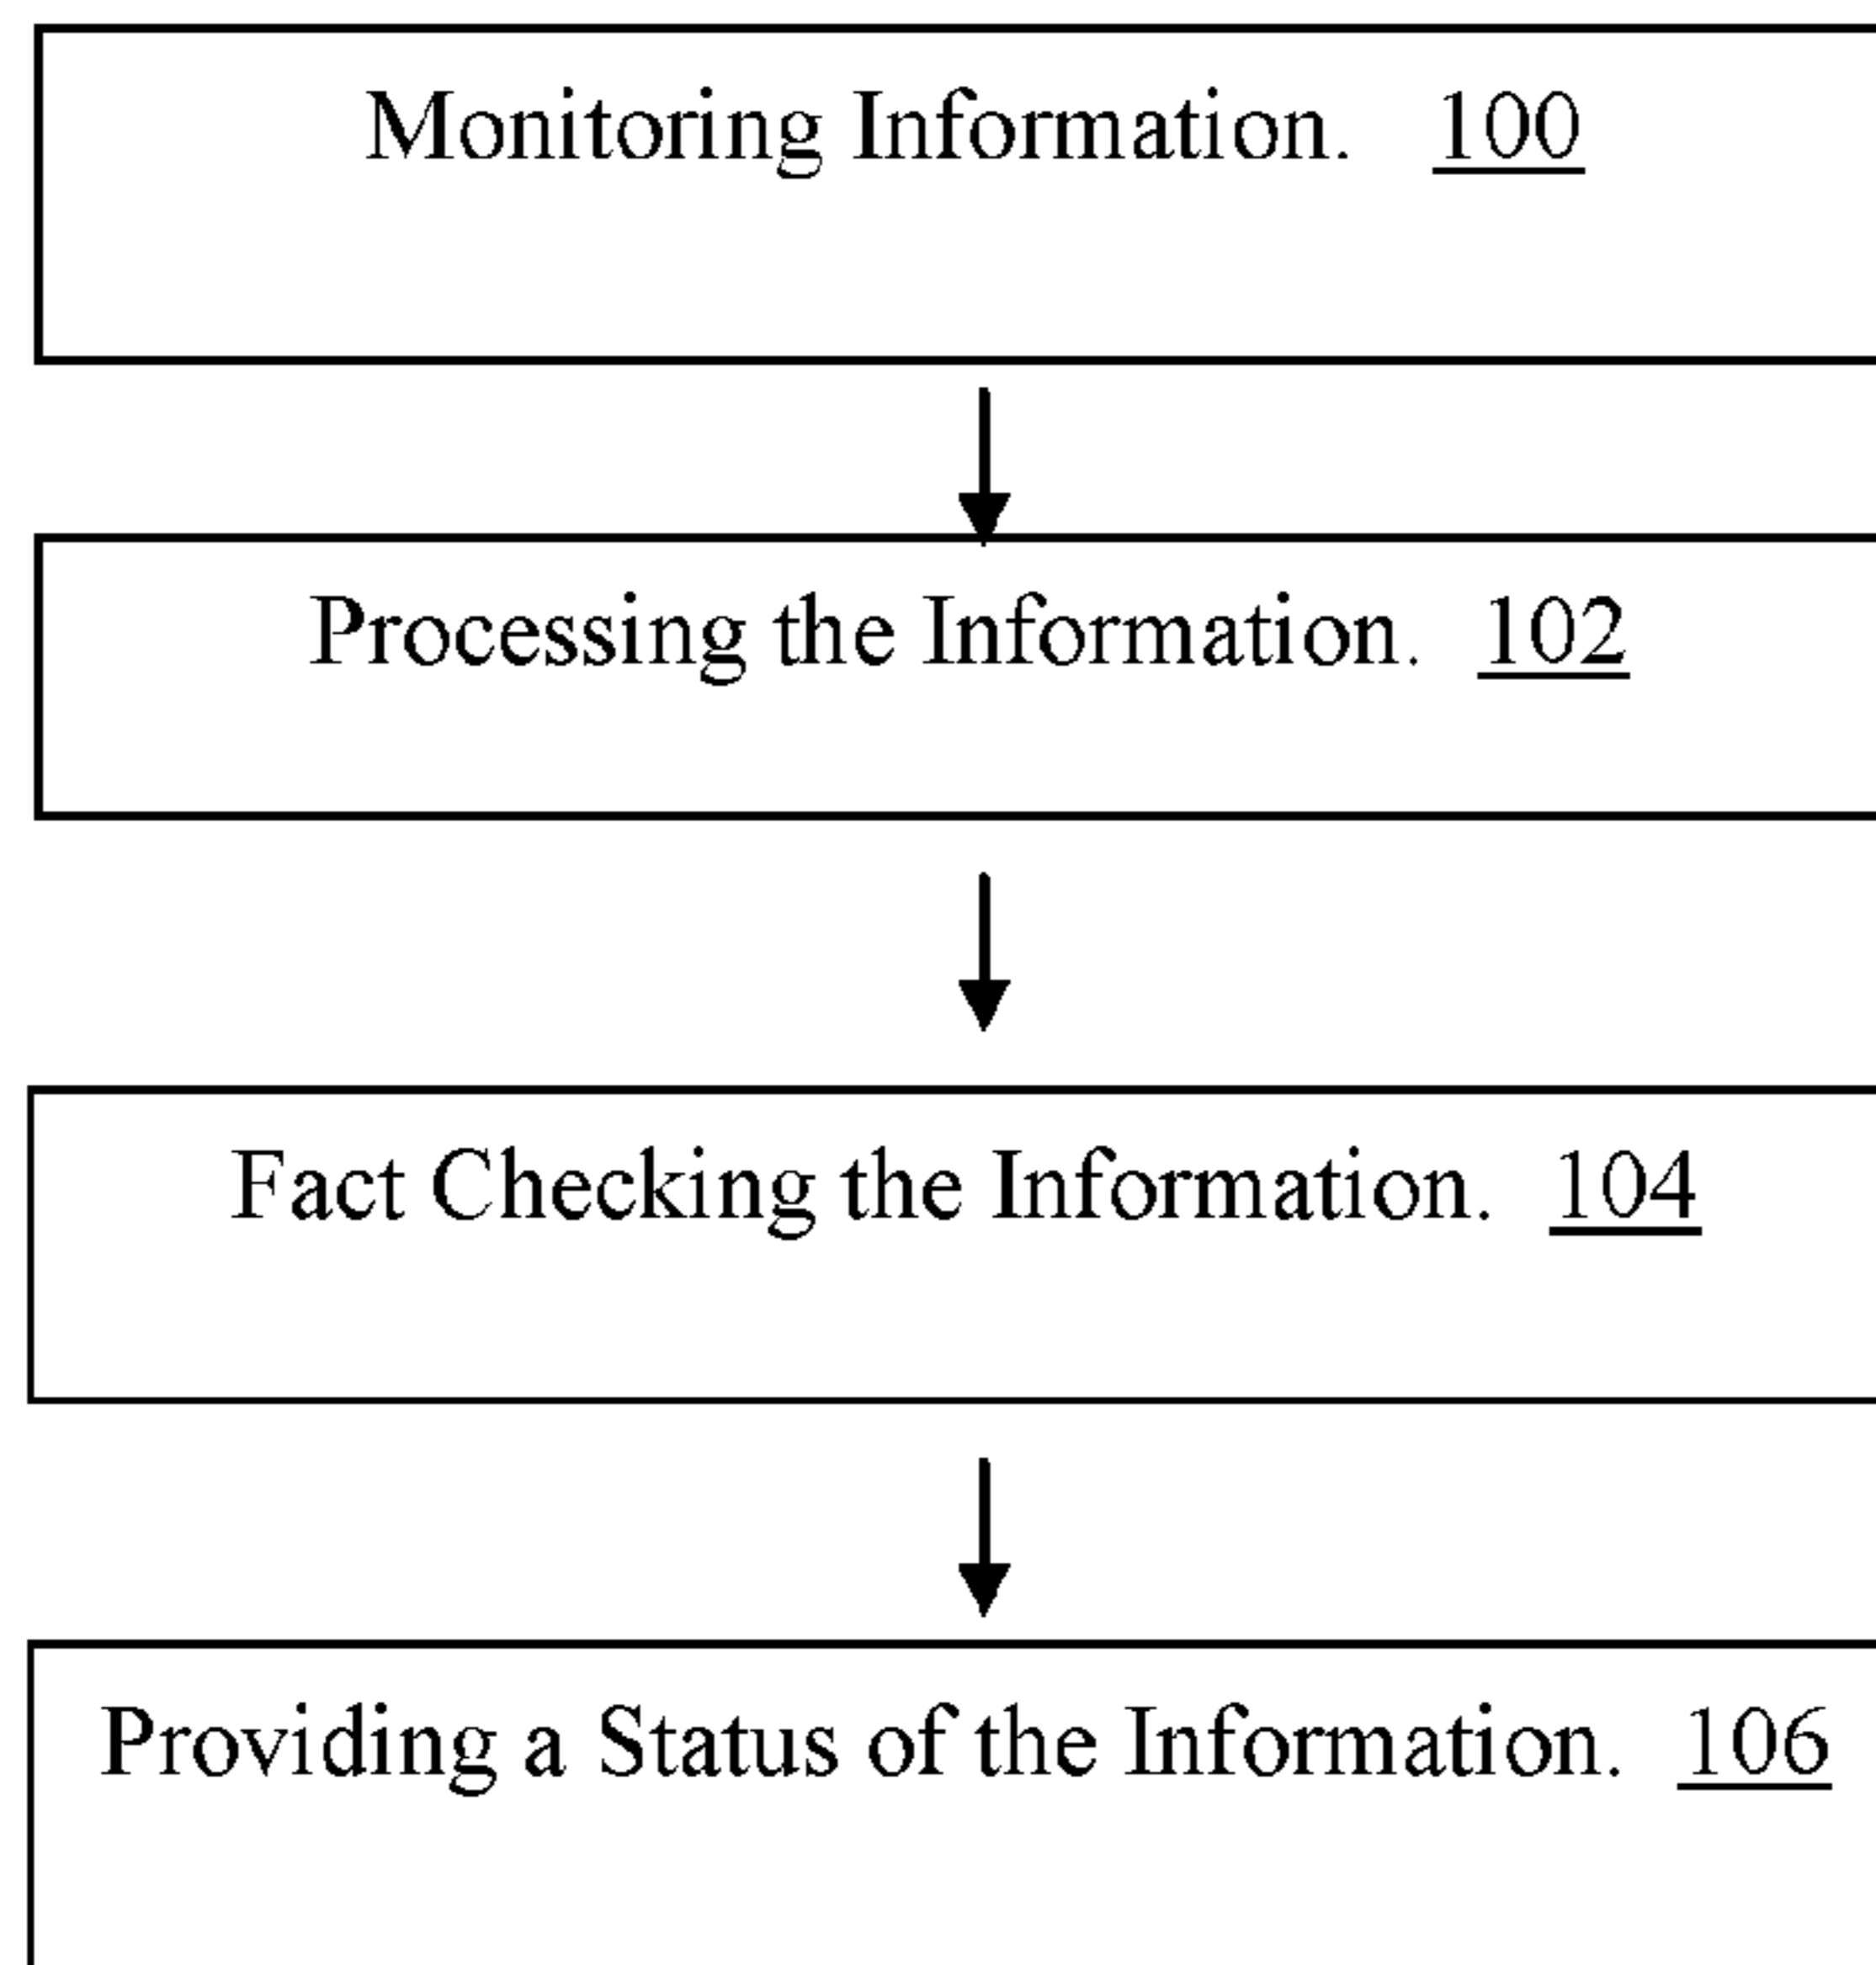 Monitoring Information. 100
Processing the Information. 102
Fact Checking the Information. 104
Providing a Status of the Information. 106